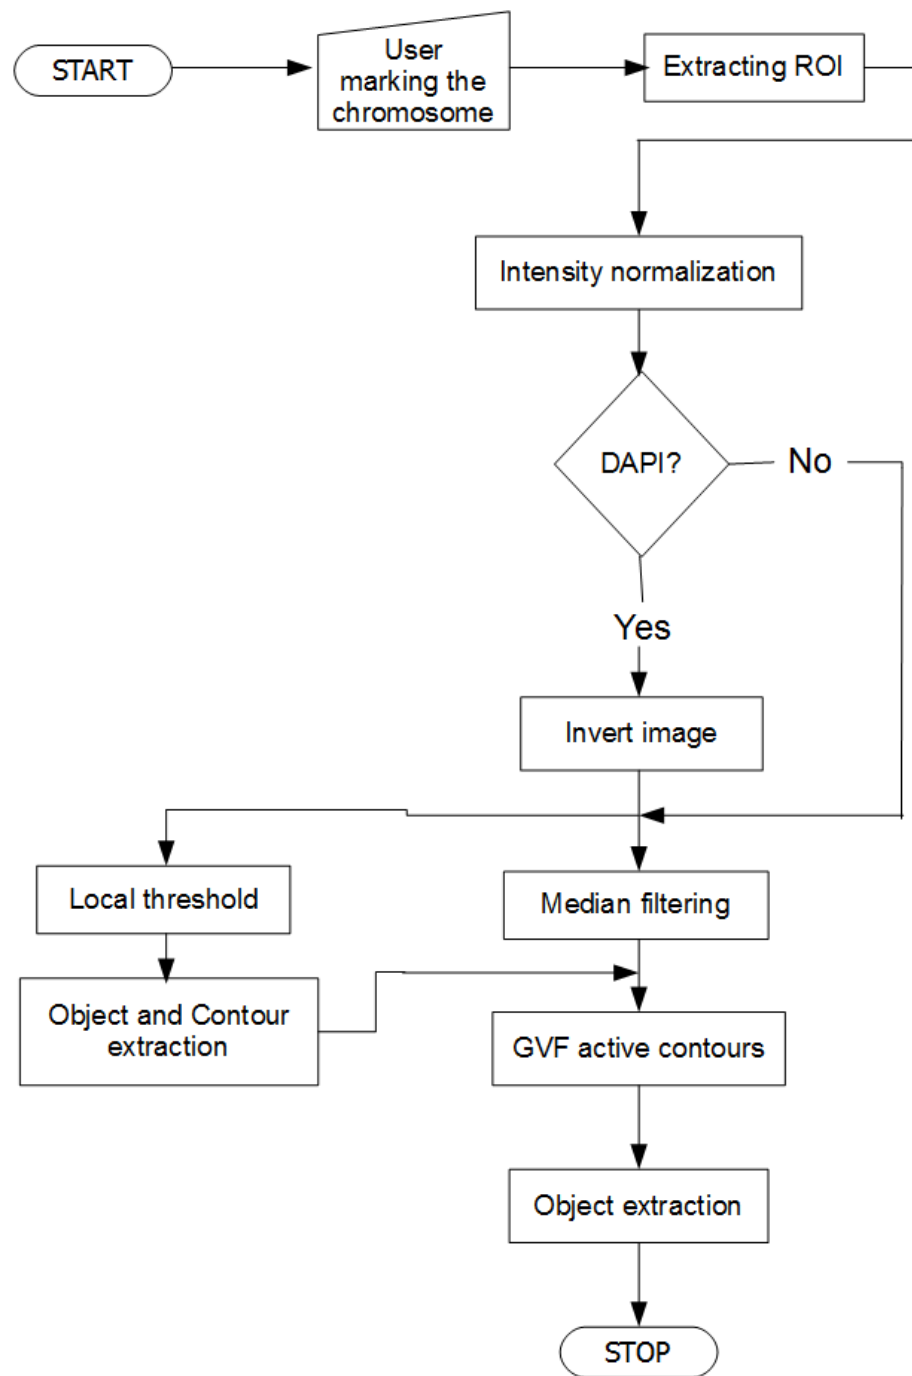 START
User
marking the
chromosome
Extracting ROI
Intensity normalization
DAPI?
No
Yes
Invert image
Local threshold
Median filtering
Object and Contour
extraction
GVF active contours
Object extraction
STOP